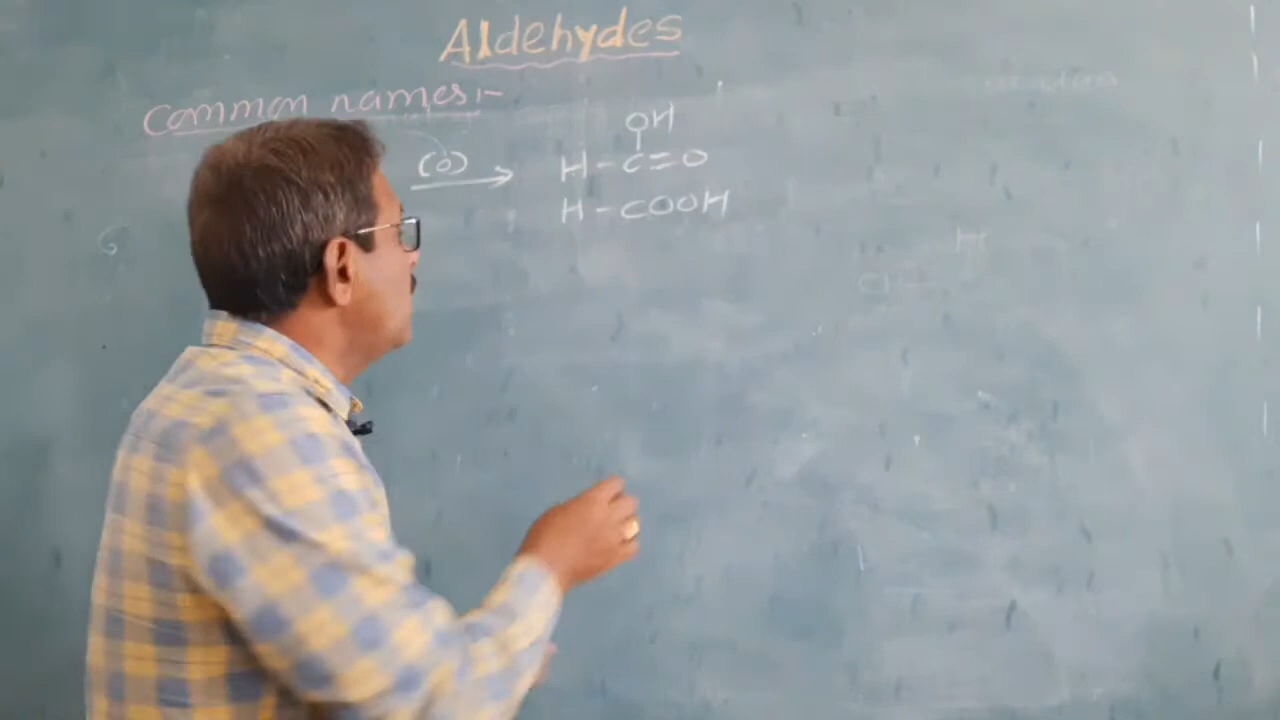 Aldehydes
Common names:-
OH
(O) → H-C=O
H-COOH